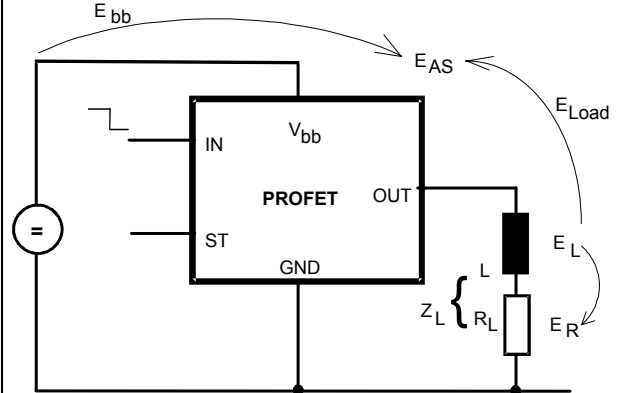 E bb
E AS
E Load
V bb
IN
PROFET
OUT
=
ST
GND
L
E L
Z L { R L
E R